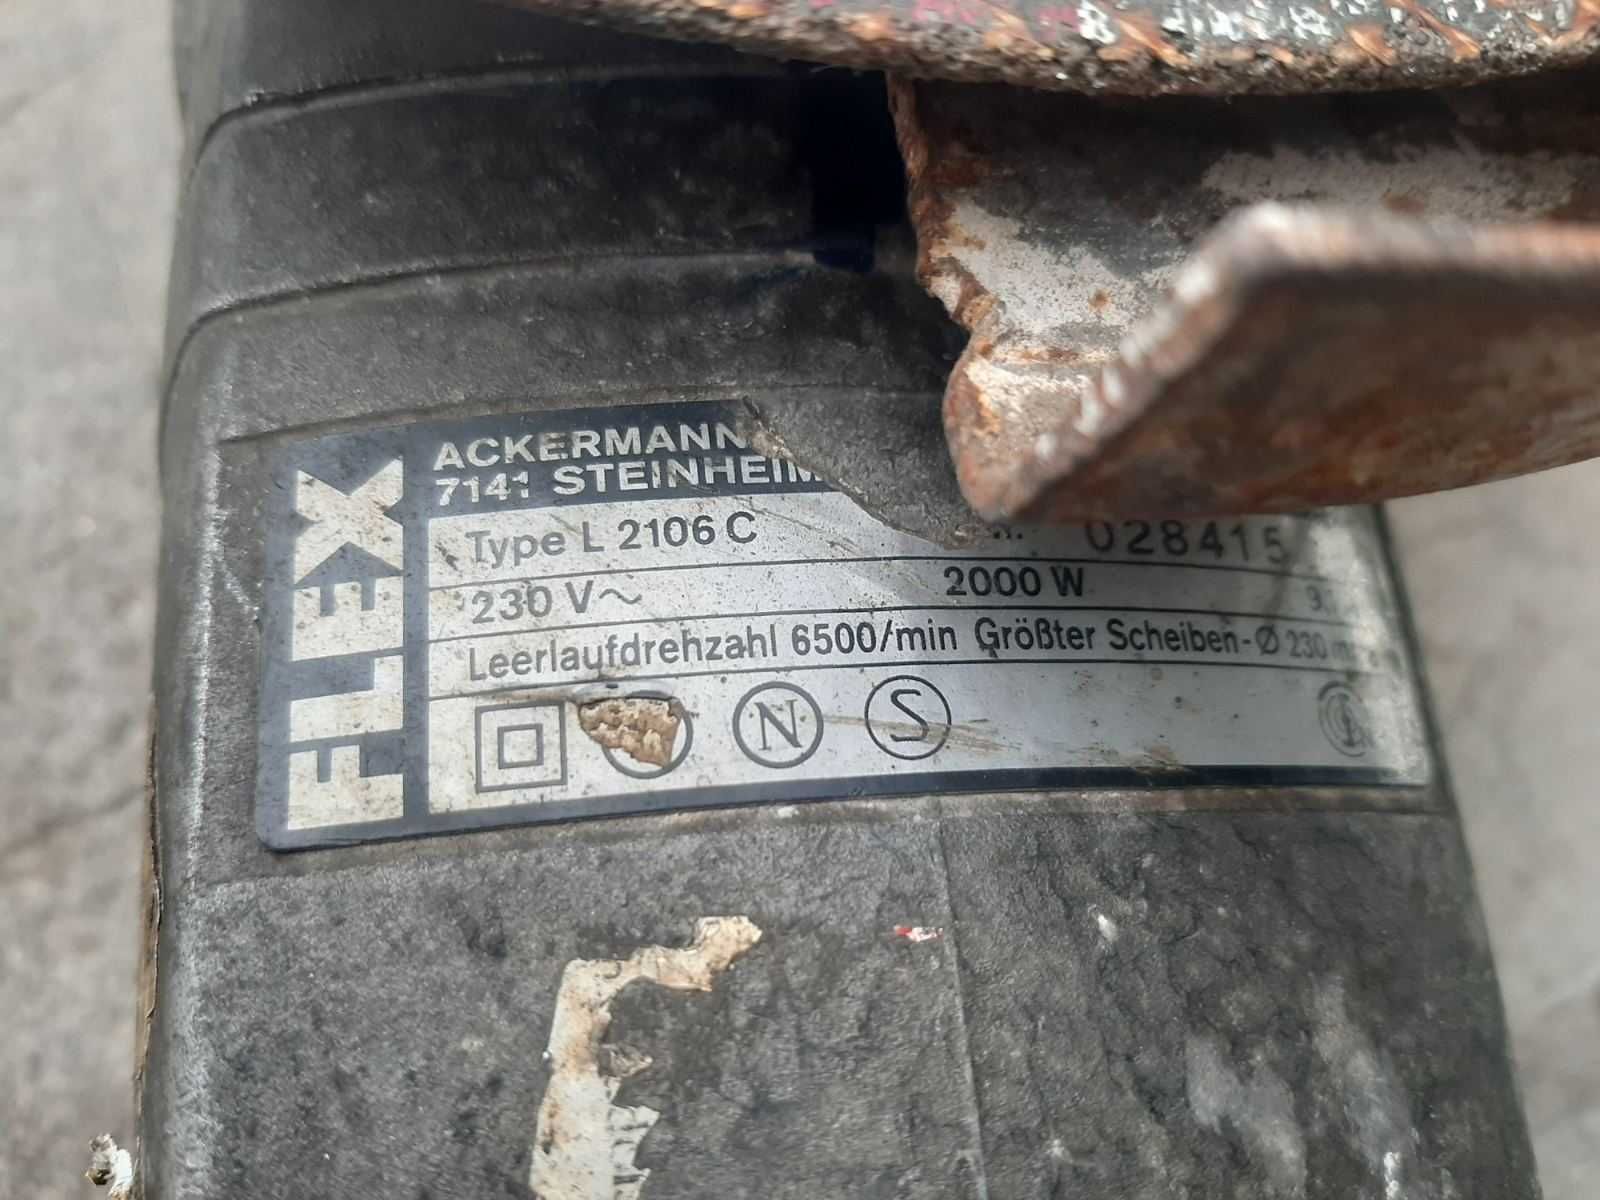 FLEX
ACKERMANN
7141 STEINHEIM
Type L 2106 C 028415
230 V~ 2000 W
Leerlaufdrehzahl 6500/min Größter Scheiben-Ø 230
N S